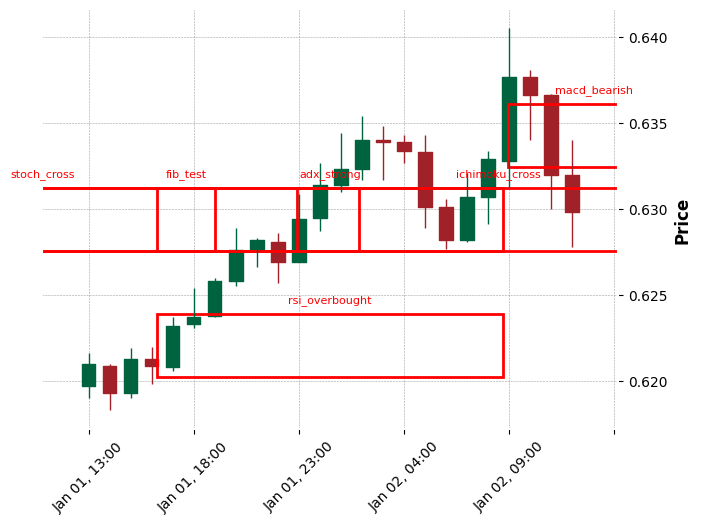 0.640
macd_bearish
0.635
stoch_cross fib_test adx_strong ichimoku_cross
0.630
Price
rsi_overbought
0.625
0.620
Jan 01, 13:00 Jan 01, 18:00 Jan 01, 23:00 Jan 02, 04:00 Jan 02, 09:00